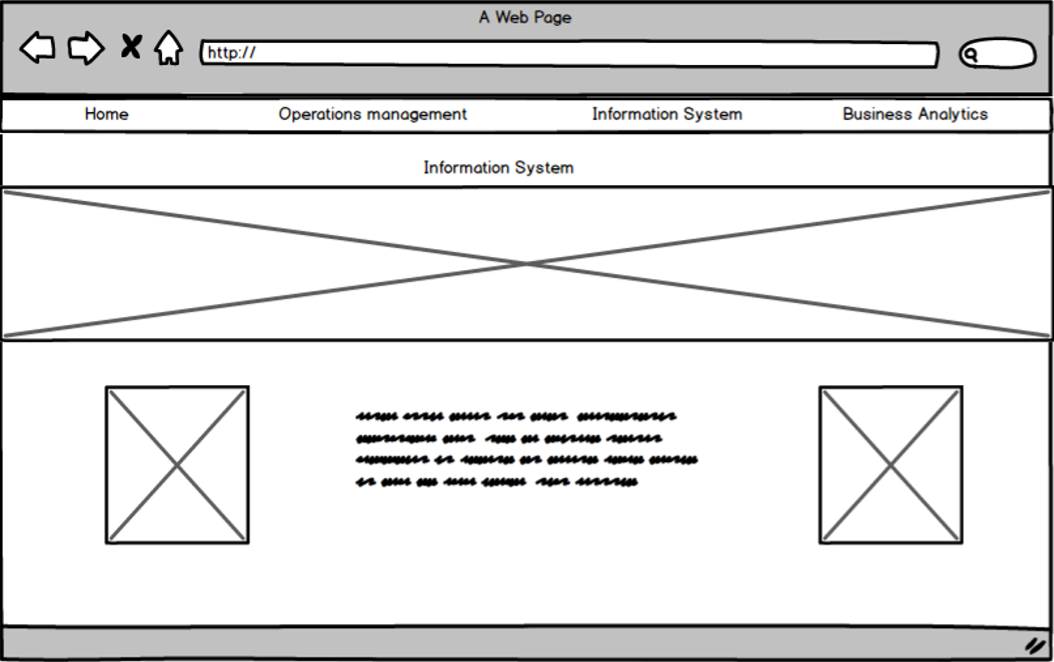 A Web Page
http://
Home Operations management Information System Business Analytics
Information System